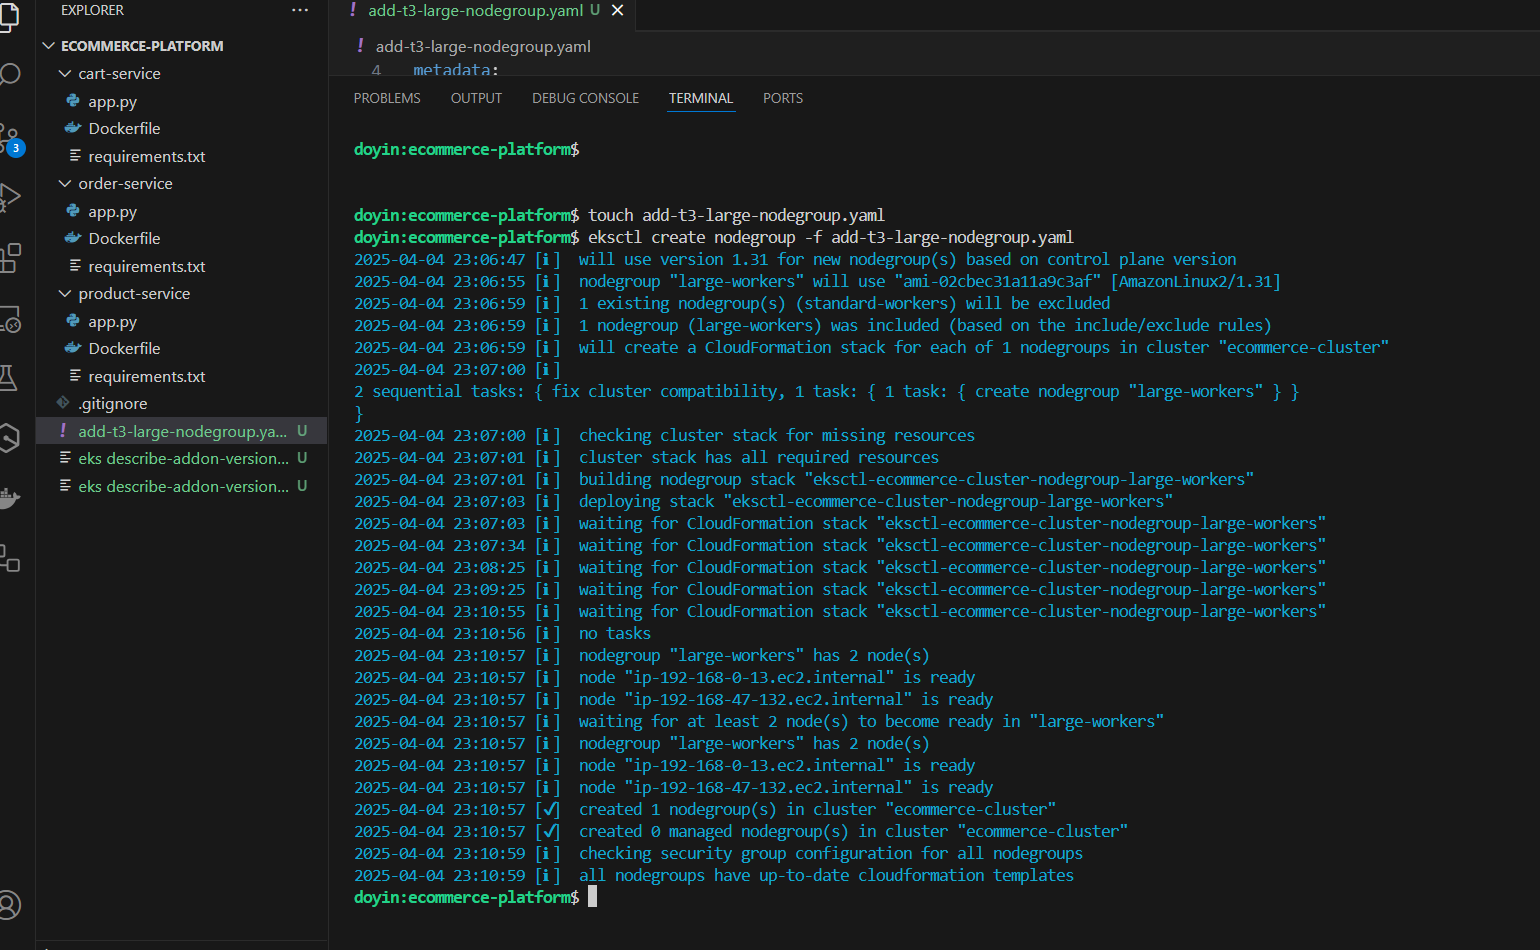 EXPLORER
ECOMMERCE-PLATFORM
cart-service
app.py
Dockerfile
requirements.txt
order-service
app.py
Dockerfile
requirements.txt
product-service
app.py
Dockerfile
requirements.txt
.gitignore
! add-t3-large-nodegroup.ya... U
eks describe-addon-version... U
eks describe-addon-version... U
3
! add-t3-large-nodegroup.yaml U
! add-t3-large-nodegroup.yaml
4 metadata:
PROBLEMS OUTPUT DEBUG CONSOLE TERMINAL PORTS
doyin:ecommerce-platform$
doyin:ecommerce-platform$ touch add-t3-large-nodegroup.yaml
doyin:ecommerce-platform$ eksctl create nodegroup -f add-t3-large-nodegroup.yaml
2025-04-04 23:06:47 [ℹ]  will use version 1.31 for new nodegroup(s) based on control plane version
2025-04-04 23:06:55 [ℹ]  nodegroup "large-workers" will use "ami-02cbec31a11a9c3af" [AmazonLinux2/1.31]
2025-04-04 23:06:59 [ℹ]  1 existing nodegroup(s) (standard-workers) will be excluded
2025-04-04 23:06:59 [ℹ]  1 nodegroup (large-workers) was included (based on the include/exclude rules)
2025-04-04 23:06:59 [ℹ]  will create a CloudFormation stack for each of 1 nodegroups in cluster "ecommerce-cluster"
2025-04-04 23:07:00 [ℹ]
2 sequential tasks: { fix cluster compatibility, 1 task: { 1 task: { create nodegroup "large-workers" } }
}
2025-04-04 23:07:00 [ℹ]  checking cluster stack for missing resources
2025-04-04 23:07:01 [ℹ]  cluster stack has all required resources
2025-04-04 23:07:01 [ℹ]  building nodegroup stack "eksctl-ecommerce-cluster-nodegroup-large-workers"
2025-04-04 23:07:03 [ℹ]  deploying stack "eksctl-ecommerce-cluster-nodegroup-large-workers"
2025-04-04 23:07:03 [ℹ]  waiting for CloudFormation stack "eksctl-ecommerce-cluster-nodegroup-large-workers"
2025-04-04 23:07:34 [ℹ]  waiting for CloudFormation stack "eksctl-ecommerce-cluster-nodegroup-large-workers"
2025-04-04 23:08:25 [ℹ]  waiting for CloudFormation stack "eksctl-ecommerce-cluster-nodegroup-large-workers"
2025-04-04 23:09:25 [ℹ]  waiting for CloudFormation stack "eksctl-ecommerce-cluster-nodegroup-large-workers"
2025-04-04 23:10:55 [ℹ]  waiting for CloudFormation stack "eksctl-ecommerce-cluster-nodegroup-large-workers"
2025-04-04 23:10:56 [ℹ]  no tasks
2025-04-04 23:10:57 [ℹ]  nodegroup "large-workers" has 2 node(s)
2025-04-04 23:10:57 [ℹ]  node "ip-192-168-0-13.ec2.internal" is ready
2025-04-04 23:10:57 [ℹ]  node "ip-192-168-47-132.ec2.internal" is ready
2025-04-04 23:10:57 [ℹ]  waiting for at least 2 node(s) to become ready in "large-workers"
2025-04-04 23:10:57 [ℹ]  nodegroup "large-workers" has 2 node(s)
2025-04-04 23:10:57 [ℹ]  node "ip-192-168-0-13.ec2.internal" is ready
2025-04-04 23:10:57 [ℹ]  node "ip-192-168-47-132.ec2.internal" is ready
2025-04-04 23:10:57 [✓]  created 1 nodegroup(s) in cluster "ecommerce-cluster"
2025-04-04 23:10:57 [✓]  created 0 managed nodegroup(s) in cluster "ecommerce-cluster"
2025-04-04 23:10:59 [ℹ]  checking security group configuration for all nodegroups
2025-04-04 23:10:59 [ℹ]  all nodegroups have up-to-date cloudformation templates
doyin:ecommerce-platform$